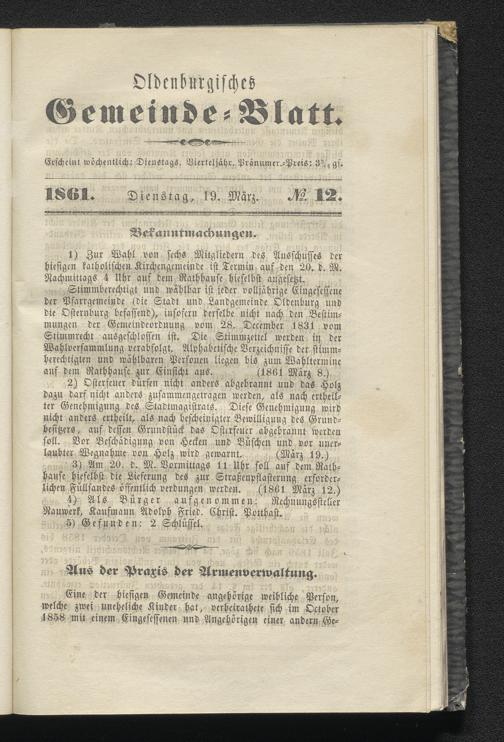 Oldenburgisches
Gemeinde-Blatt.
Erscheint wöchentlich: Dienstags. Vierteljähr. Pränumer.-Preis: 3¾ gs.
1861. Dienstag, 19. März. № 12.
Bekanntmachungen.
1) Zur Wahl von sechs Mitgliedern des Ausschusses der
hiesigen katholischen Kirchengemeinde ist Termin auf den 20. d. M.
Nachmittags 4 Uhr auf dem Rathhause hieselbst angesetzt.
Stimmberechtigt und wählbar ist jeder volljährige Eingesessene
der Pfarrgemeinde (die Stadt und Landgemeinde Oldenburg und
die Osternburg befassend), insofern derselbe nicht nach den Bestim-
mungen der Gemeindeordnung vom 28. December 1831 vom
Stimmrecht ausgeschlossen ist. Die Stimmzettel werden in der
Wahlversammlung verabfolgt. Alphabetische Verzeichnisse der stimm-
berechtigten und wählbaren Personen liegen bis zum Wahltermine
auf dem Rathhause zur Einsicht aus. (1861 März 8.)
2) Osterfeuer dürfen nicht anders abgebrannt und das Holz
dazu darf nicht anders zusammengetragen werden, als nach ertheil-
ter Genehmigung des Stadtmagistrats. Diese Genehmigung wird
nicht anders ertheilt, als nach bescheinigter Bewilligung des Grund-
besitzers, auf dessen Grundstück das Osterfeuer abgebrannt werden
soll. Vor Beschädigung von Hecken und Büschen und vor uner-
laubter Wegnahme von Holz wird gewarnt. (März 19.)
3) Am 20. d. M. Vormittags 11 Uhr soll auf dem Rath-
hause hieselbst die Lieferung des zur Straßenpflasterung erforder-
lichen Füllsandes öffentlich verdungen werden. (1861 März 12.)
4) Als Bürger aufgenommen: Rechnungssteller
Nauwerk, Kaufmann Adolph Fried. Christ. Potthast.
5) Gefunden: 2 Schlüssel.
Aus der Praxis der Armenverwaltung.
Eine der hiesigen Gemeinde angehörige weibliche Person,
welche zwei uneheliche Kinder hat, verheirathete sich im October
1858 mit einem Eingesessenen und Angehörigen einer andern Ge-